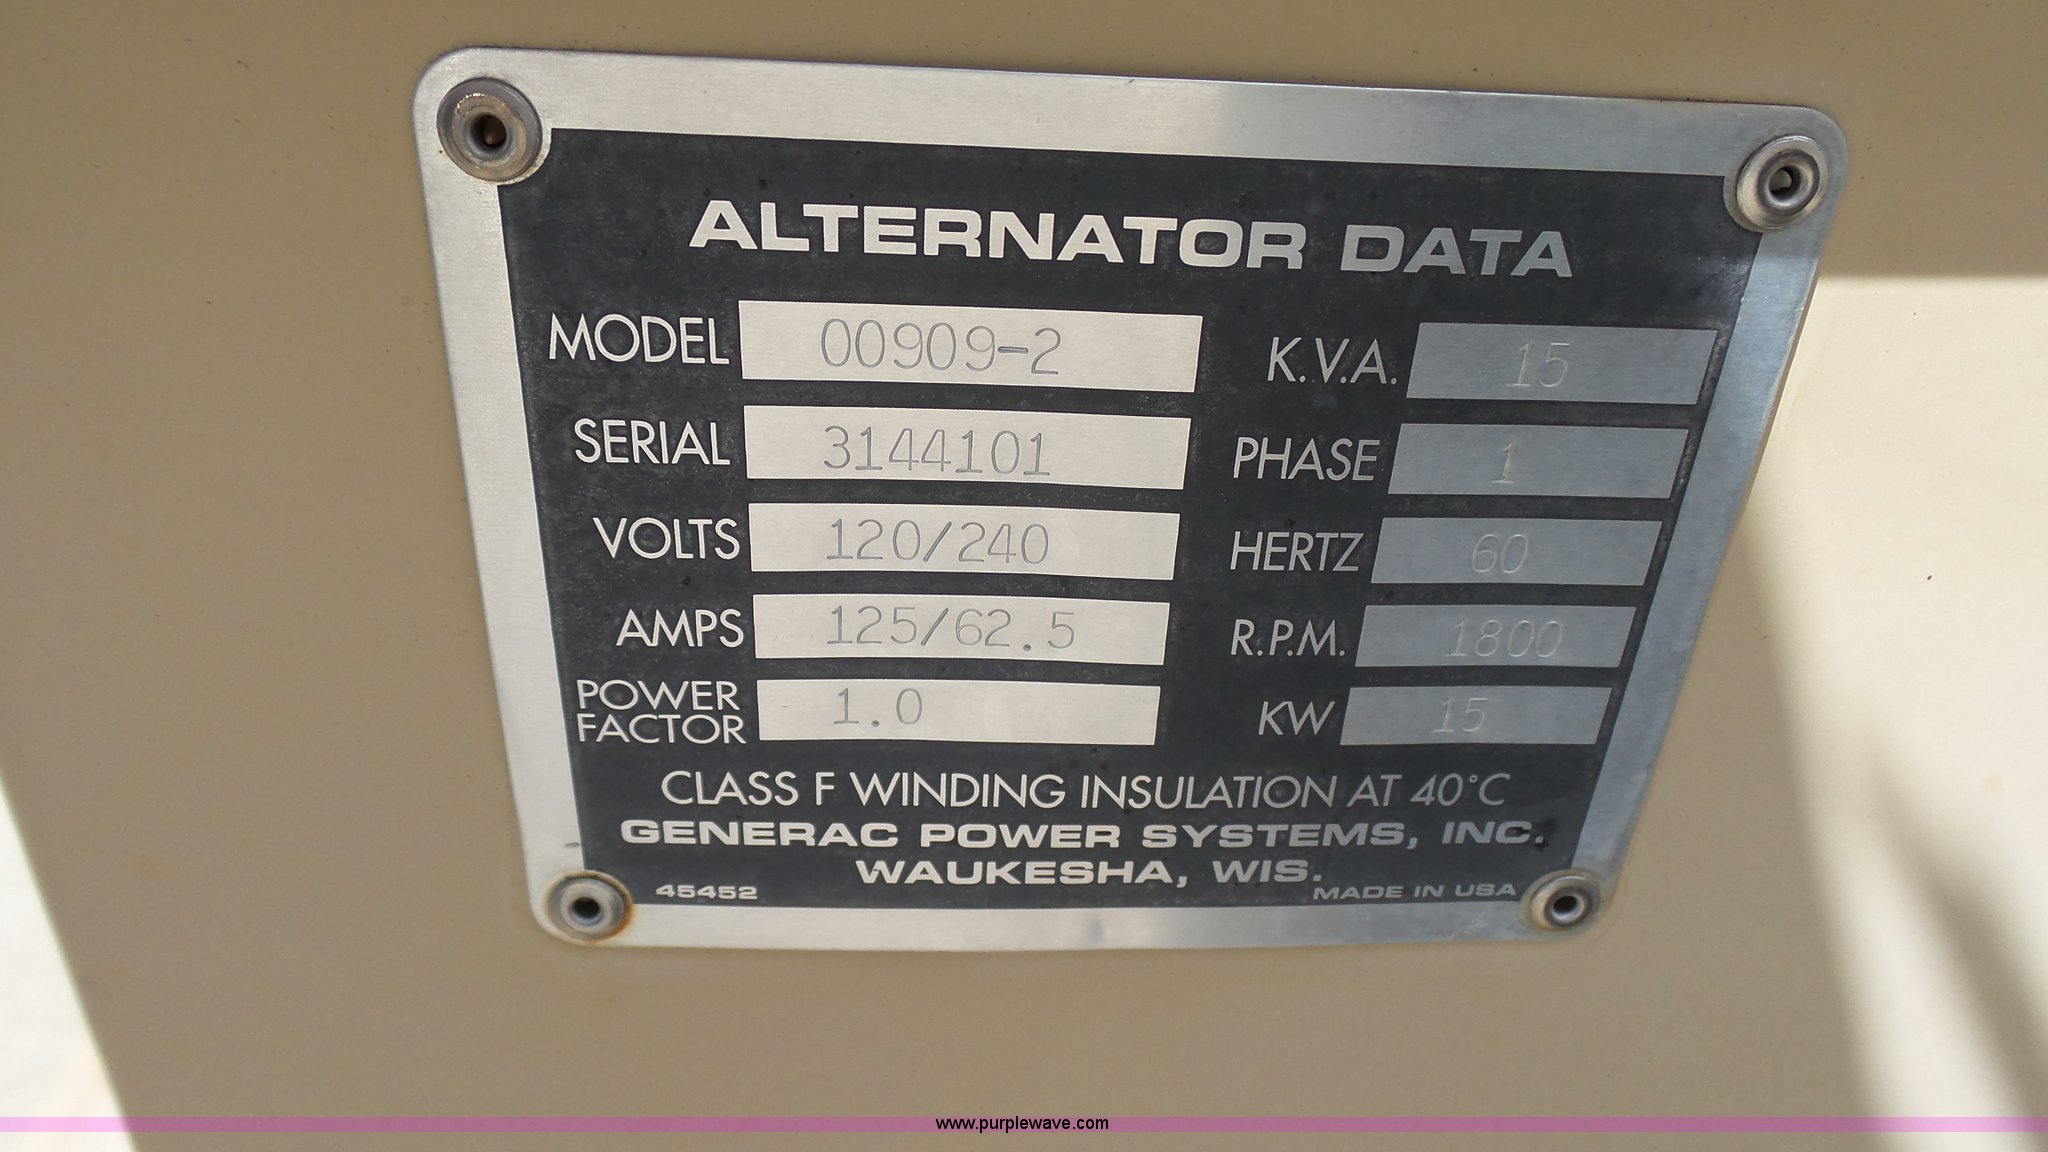 ALTERNATOR DATA
MODEL 00909-2 K.V.A. 15
SERIAL 3144101 PHASE 1
VOLTS 120/240 HERTZ 60
AMPS 125/62.5 R.P.M. 1800
POWER FACTOR 1.0 KW 15
CLASS F WINDING INSULATION AT 40°C
GENERAC POWER SYSTEMS, INC.
WAUKESHA, WIS.
45452 MADE IN USA
www.purplewave.com